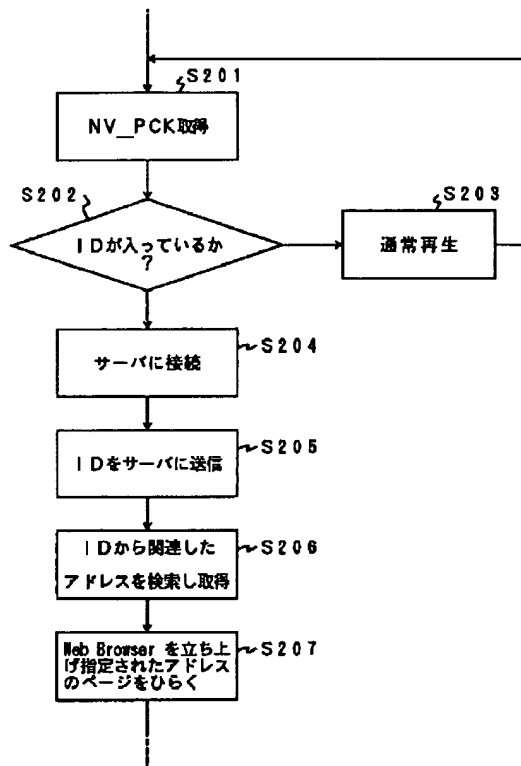 S201
NV_PCK取得
S202
IDが入っているか
?
S203
通常再生
サーバに接続
S204
IDをサーバに送信
S205
IDから関連した
アドレスを検索し取得
S206
Web Browser を立ち上
げ指定されたアドレス
のページをひらく
S207